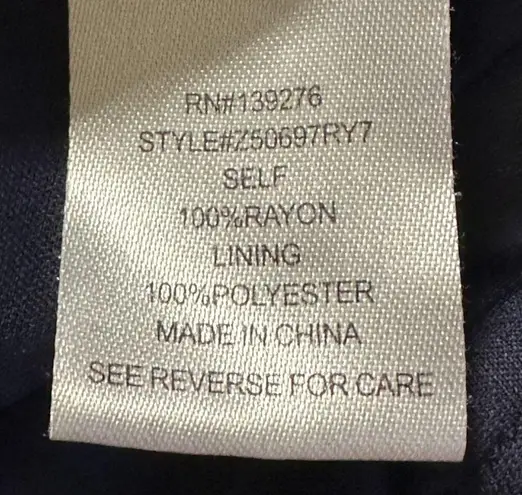 RN#139276
STYLE#Z50697RY7
SELF
100%RAYON
LINING
100%POLYESTER
MADE IN CHINA
SEE REVERSE FOR CARE